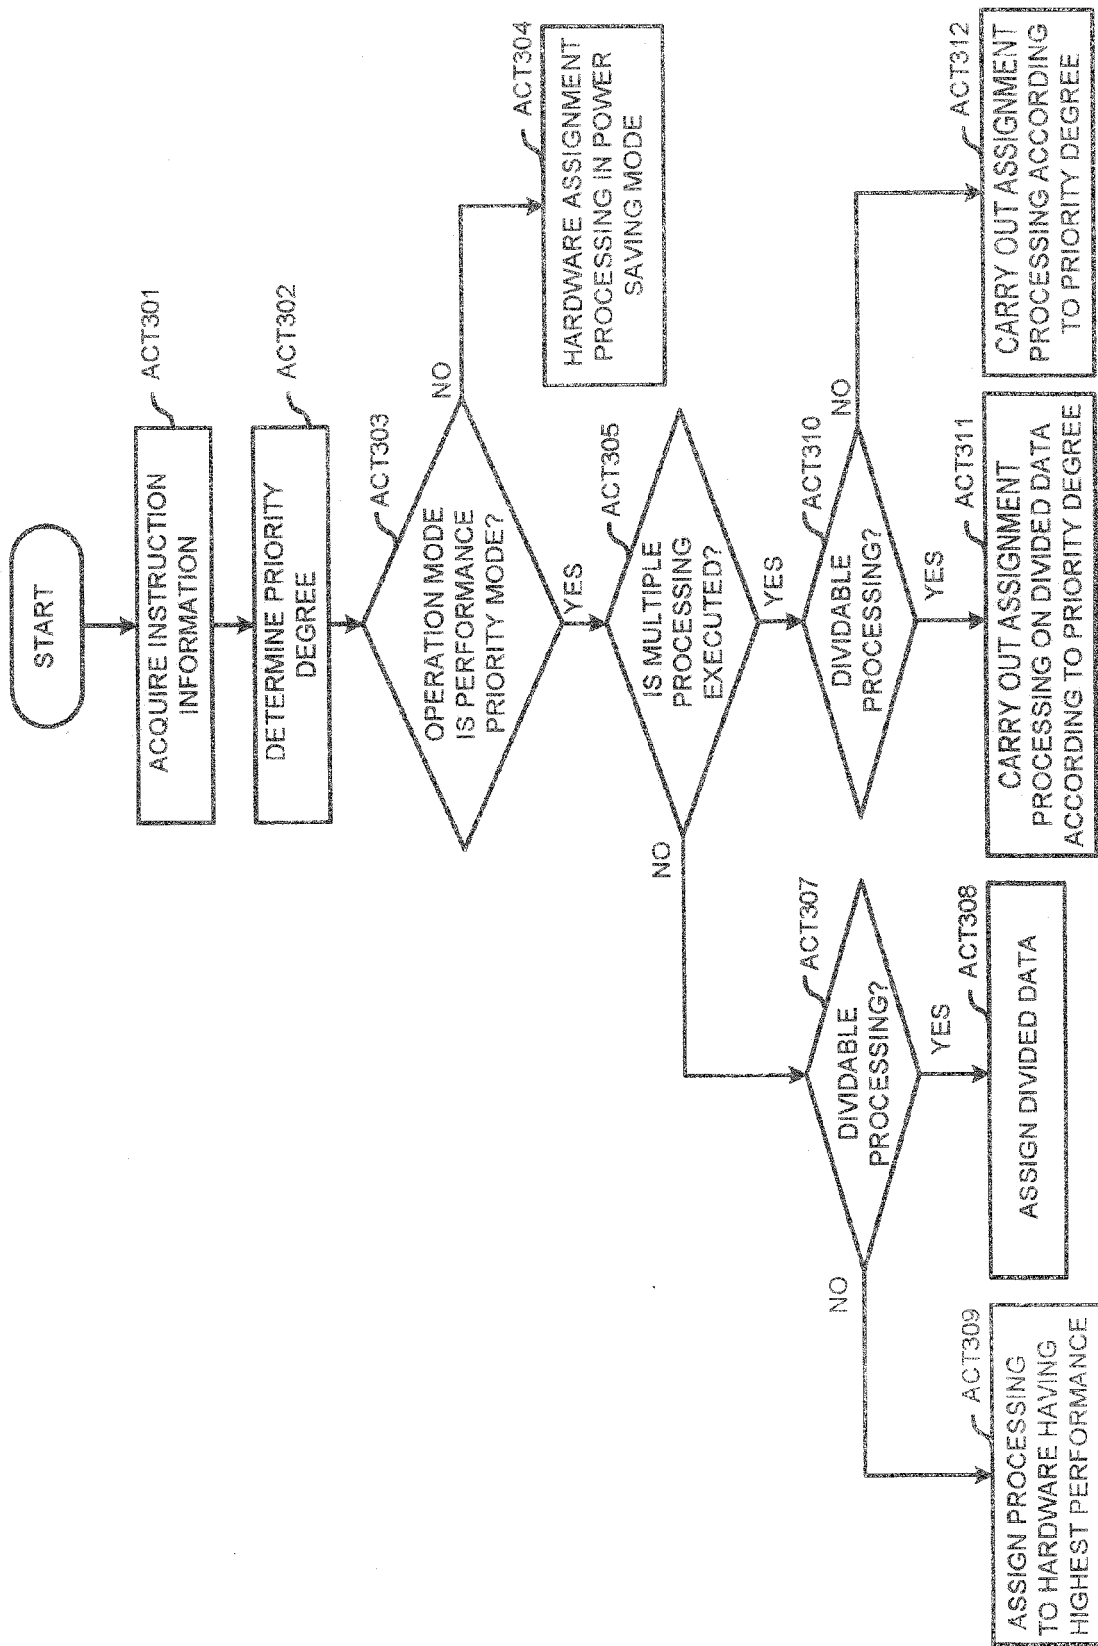 START
ACQUIRE INSTRUCTION
INFORMATION
ACT301
DETERMINE PRIORITY
DEGREE
ACT302
OPERATION MODE
IS PERFORMANCE
PRIORITY MODE?
ACT303
NO
HARDWARE ASSIGNMENT
PROCESSING IN POWER
SAVING MODE
ACT304
YES
IS MULTIPLE
PROCESSING
EXECUTED?
ACT305
NO
YES
DIVIDABLE
PROCESSING?
ACT307
NO
YES
DIVIDABLE
PROCESSING?
ACT310
NO
YES
ASSIGN PROCESSING
TO HARDWARE HAVING
HIGHEST PERFORMANCE
ACT309
ASSIGN DIVIDED DATA
ACT308
CARRY OUT ASSIGNMENT
PROCESSING ON DIVIDED DATA
ACCORDING TO PRIORITY DEGREE
ACT311
CARRY OUT ASSIGNMENT
PROCESSING ACCORDING
TO PRIORITY DEGREE
ACT312